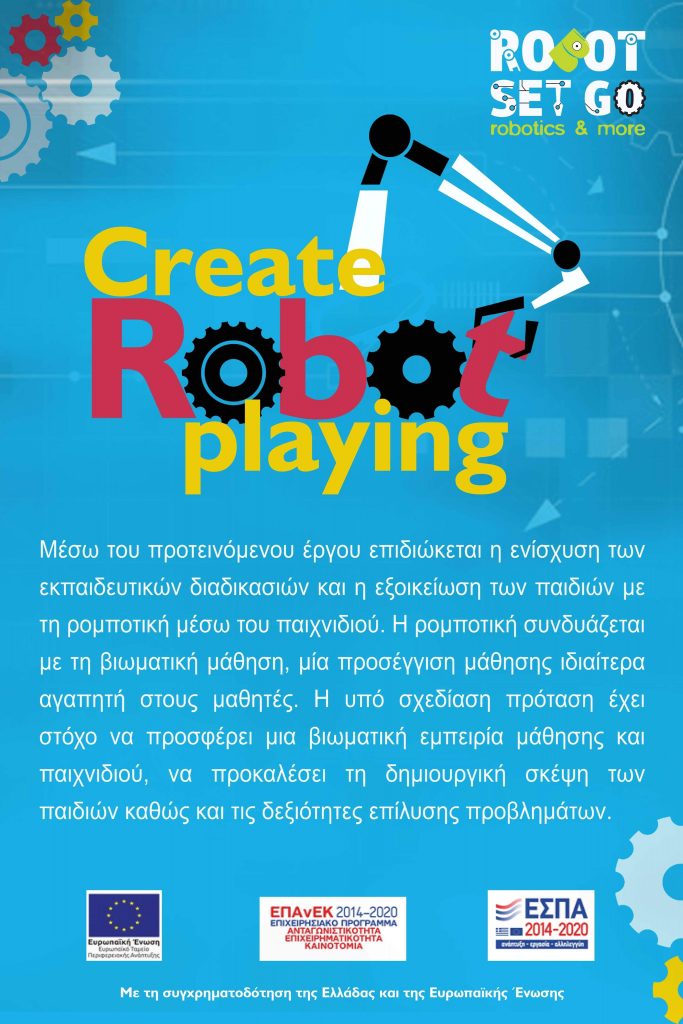 ROBOT
SET GO
robotics & more
Create
Robot
playing
Μέσω του προτεινόμενου έργου επιδιώκεται η ενίσχυση των
εκπαιδευτικών διαδικασιών και η εξοικείωση των παιδιών με
τη ρομποτική μέσω του παιχνιδιού. Η ρομποτική συνδυάζεται
με τη βιωματική μάθηση, μία προσέγγιση μάθησης ιδιαίτερα
αγαπητή στους μαθητές. Η υπό σχεδίαση πρόταση έχει
στόχο να προσφέρει μια βιωματική εμπειρία μάθησης και
παιχνιδιού, να προκαλέσει τη δημιουργική σκέψη των
παιδιών καθώς και τις δεξιότητες επίλυσης προβλημάτων.
Ευρωπαϊκή Ένωση
Ευρωπαϊκό Ταμείο
Περιφερειακής Ανάπτυξης
ΕΠΑνΕΚ 2014-2020
ΕΠΙΧΕΙΡΗΣΙΑΚΟ ΠΡΟΓΡΑΜΜΑ
ΑΝΤΑΓΩΝΙΣΤΙΚΟΤΗΤΑ
ΕΠΙΧΕΙΡΗΜΑΤΙΚΟΤΗΤΑ
ΚΑΙΝΟΤΟΜΙΑ
ΕΣΠΑ
2014-2020
ανάπτυξη - εργασία - αλληλεγγύη
Με τη συγχρηματοδότηση της Ελλάδας και της Ευρωπαϊκής Ένωσης